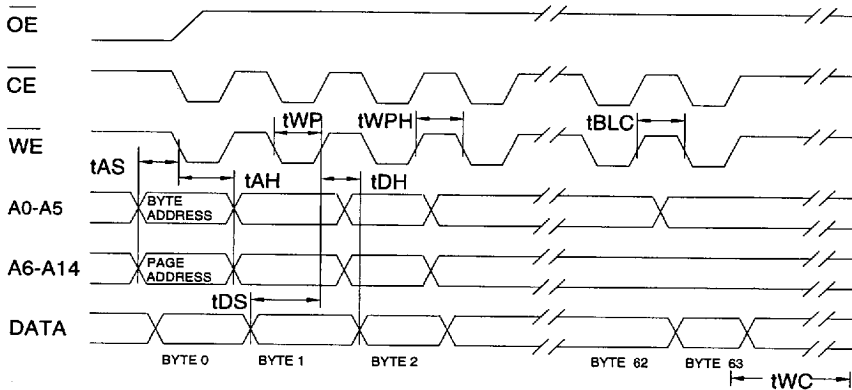 OE
CE
tWP tWPH tBLC
WE
tAS
tAH tDH
A0-A5 BYTE ADDRESS
A6-A14 PAGE ADDRESS
tDS
DATA
BYTE 0 BYTE 1 BYTE 2 BYTE 62 BYTE 63
tWC